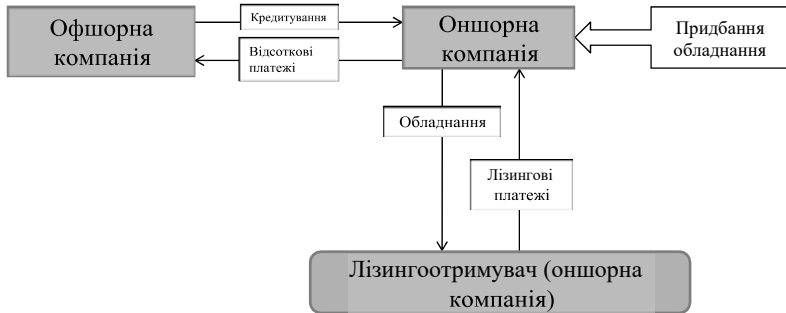 Офшорна
компанія
Кредитування
Відсоткові
платежі
Оншорна
компанія
Придбання
обладнання
Обладнання
Лізингові
платежі
Лізингоотримувач (оншорна
компанія)